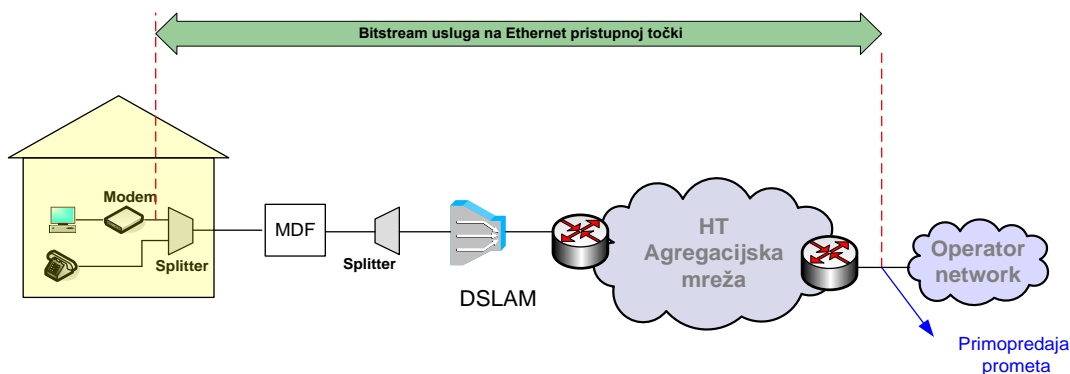 Bitstream usluga na Ethernet pristupnoj točki
Modem
Splitter
MDF
Splitter
DSLAM
HT
Agregacijska
mreža
Operator
network
Primopredaja
prometa